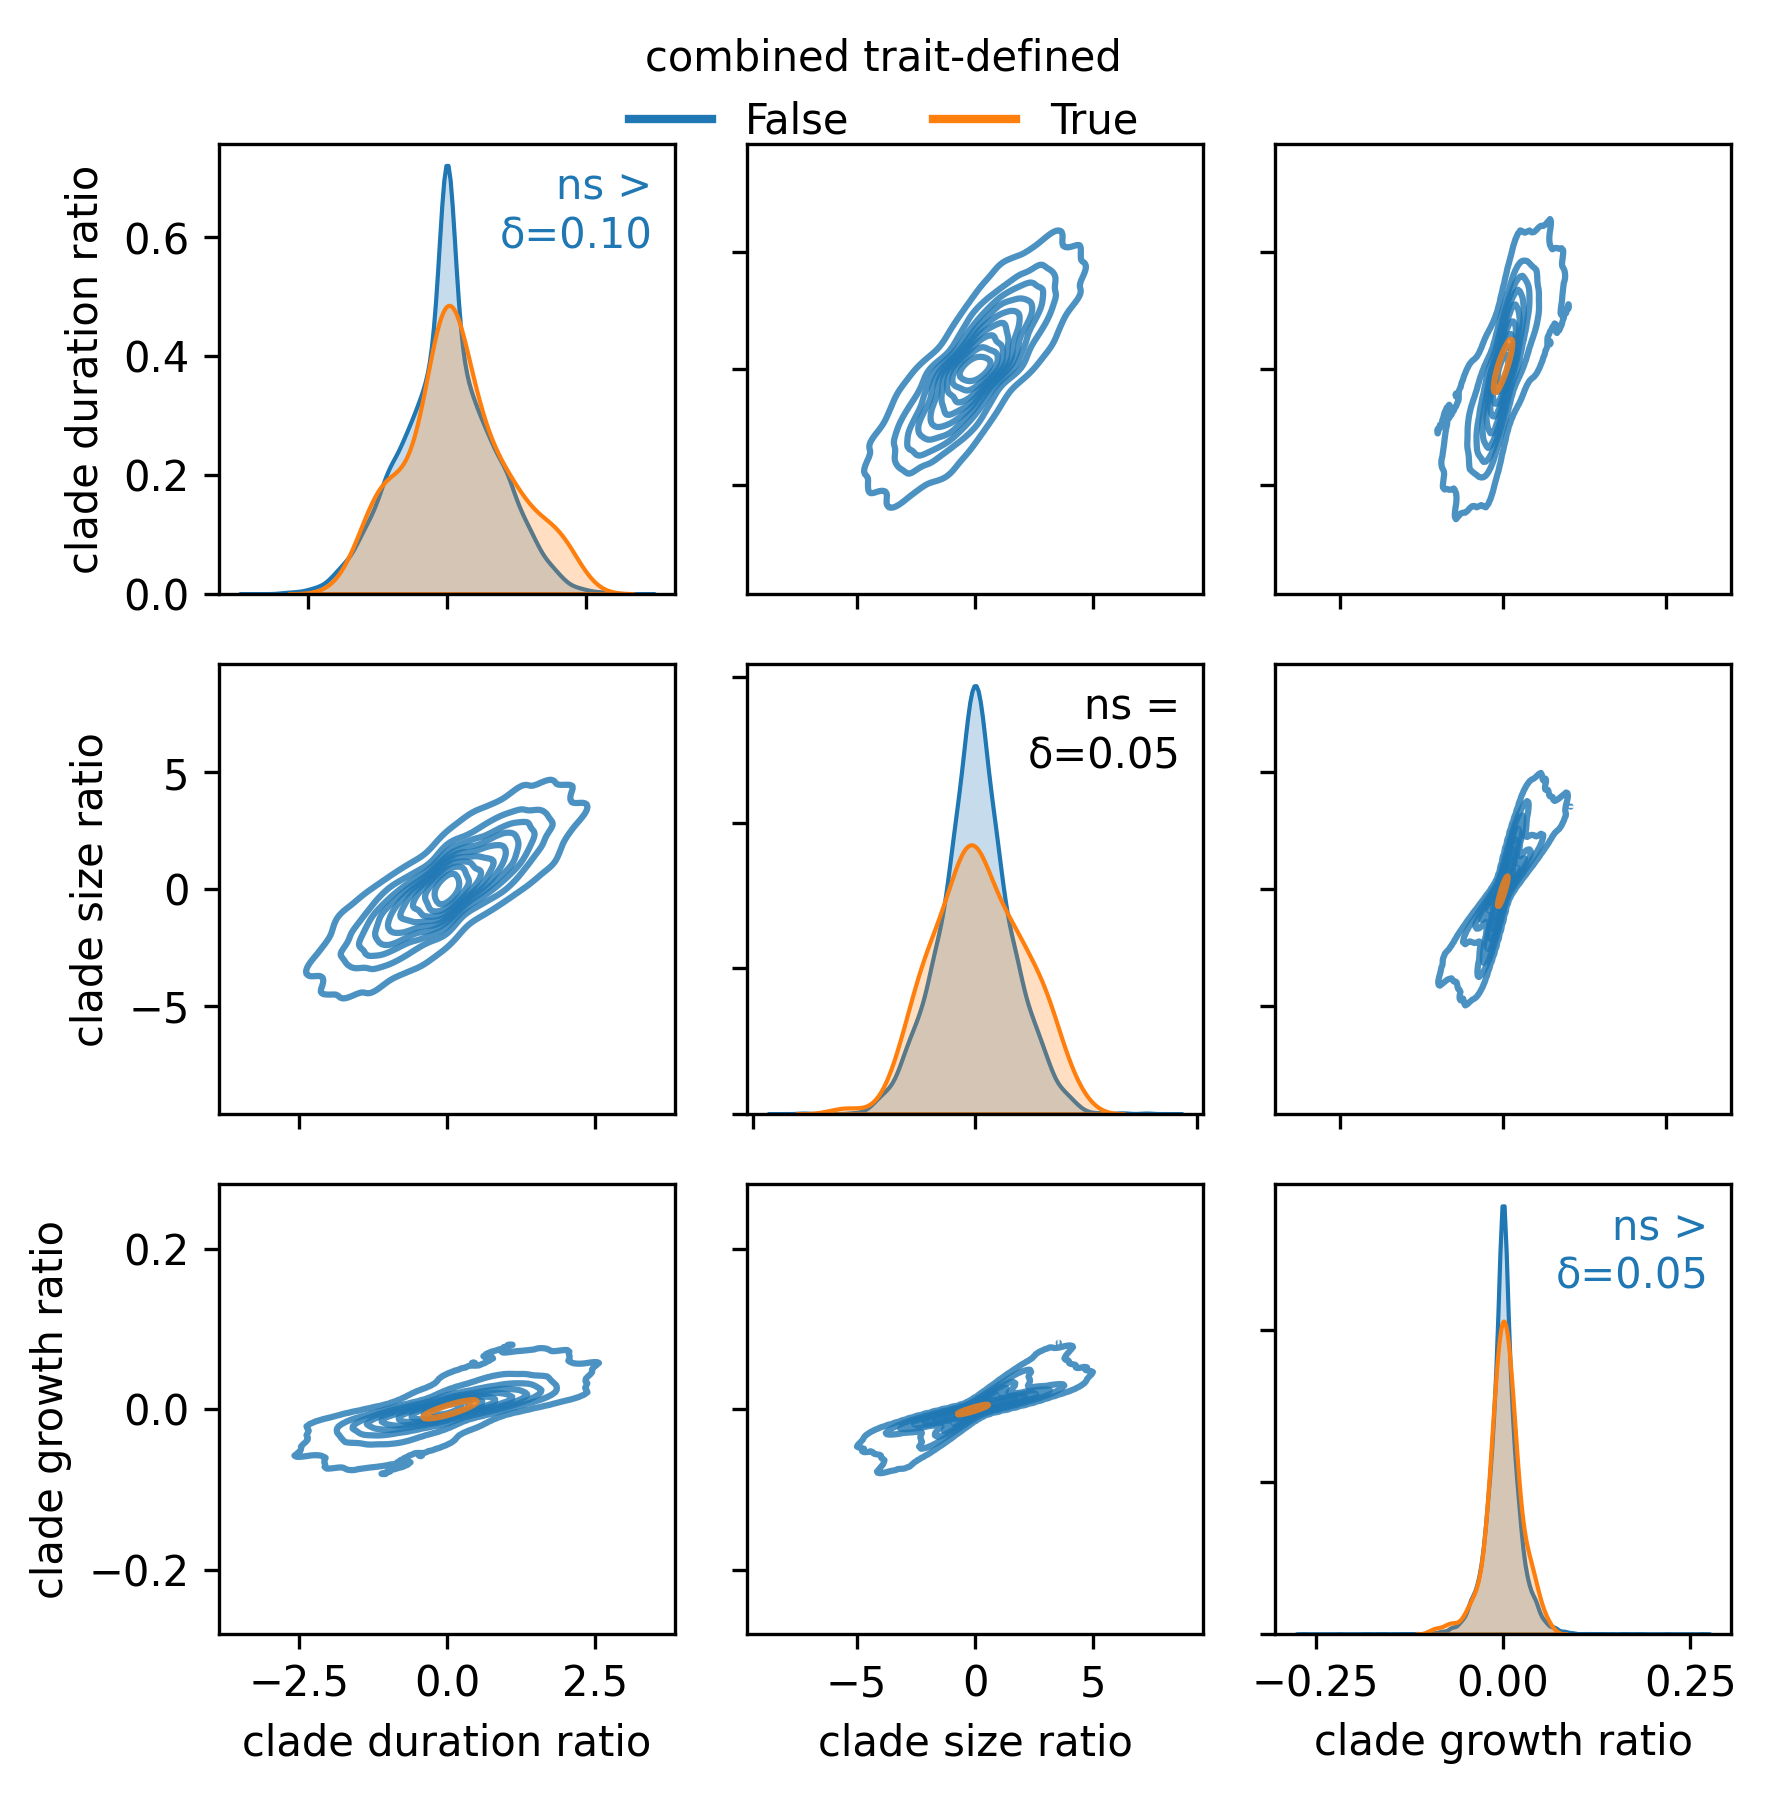 combined trait-defined
False True
clade duration ratio
0.6
0.4
0.2
0.0
ns >
δ=0.10
clade size ratio
5
0
−5
ns =
δ=0.05
clade growth ratio
0.2
0.0
−0.2
ns >
δ=0.05
−2.5 0.0 2.5
−5 0 5
−0.25 0.00 0.25
clade duration ratio
clade size ratio
clade growth ratio